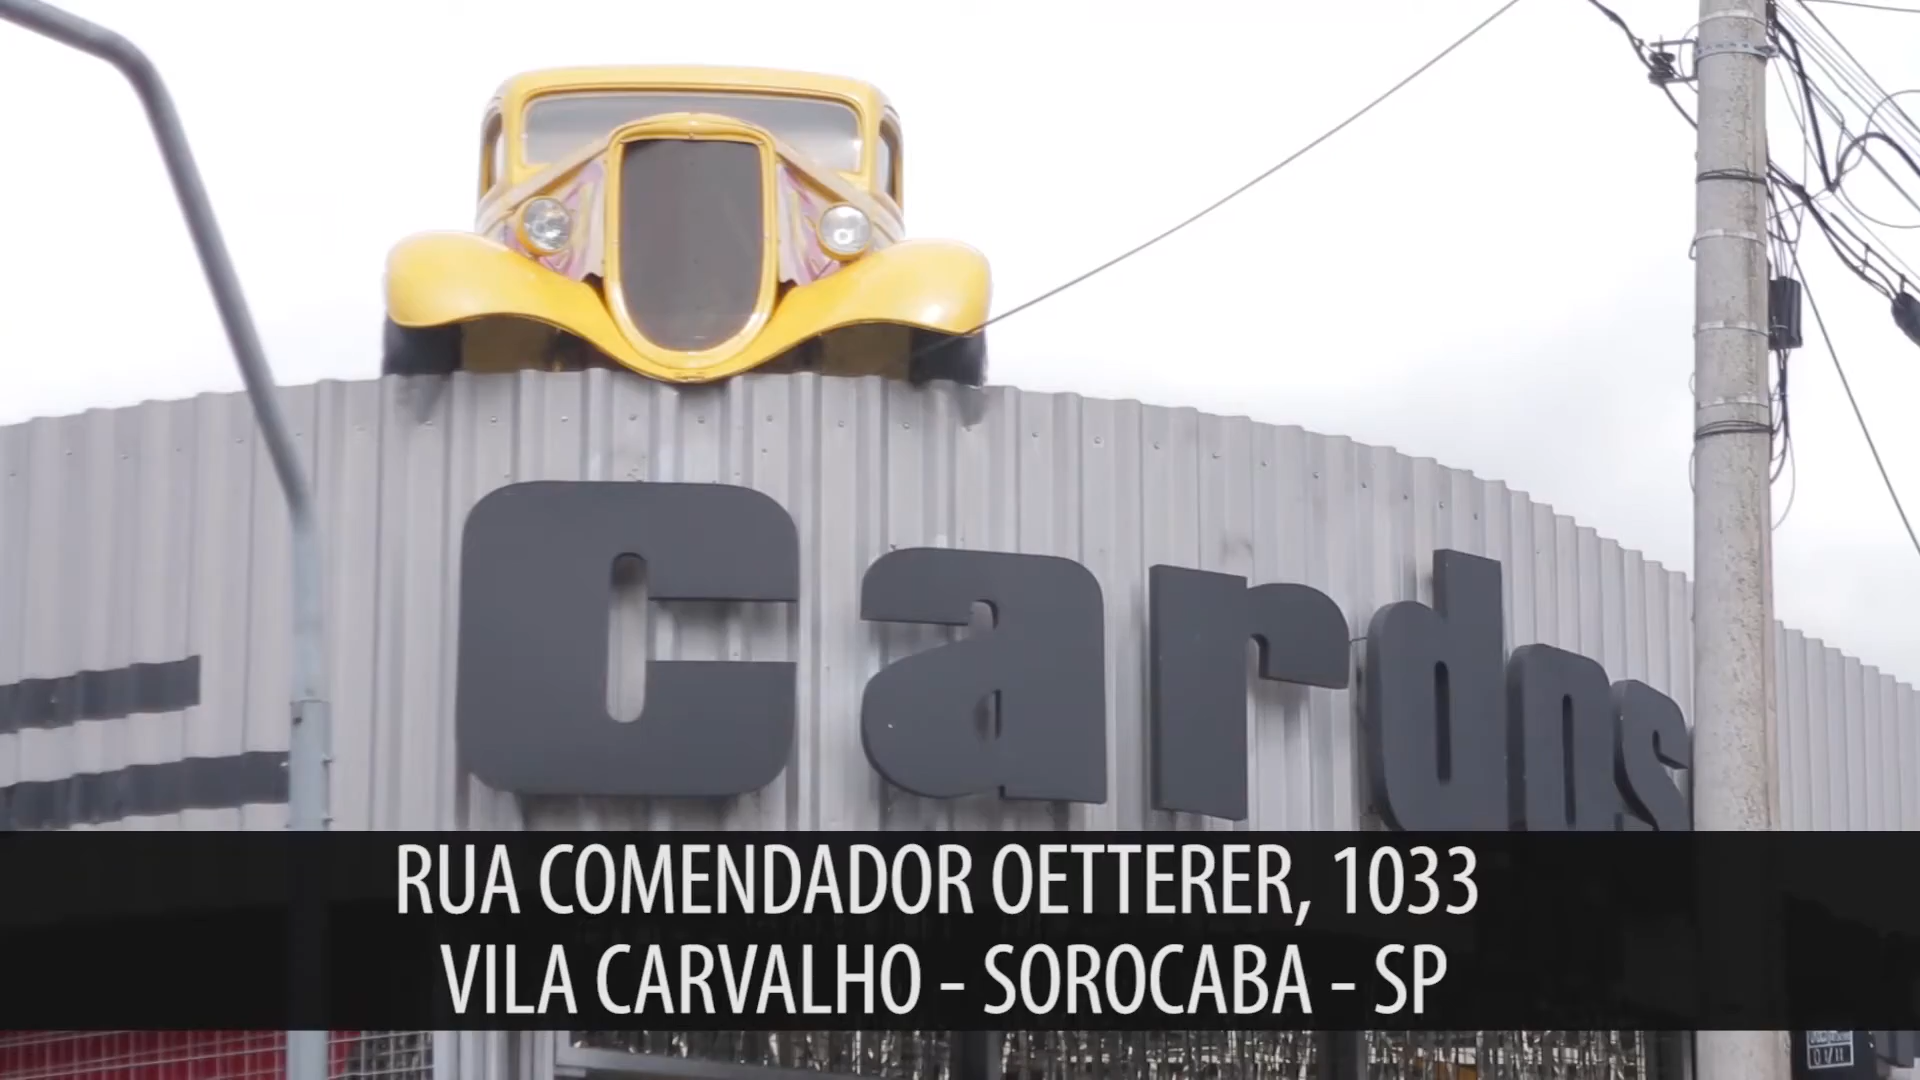 cardos
RUA COMENDADOR OETTERER, 1033
VILA CARVALHO - SOROCABA - SP